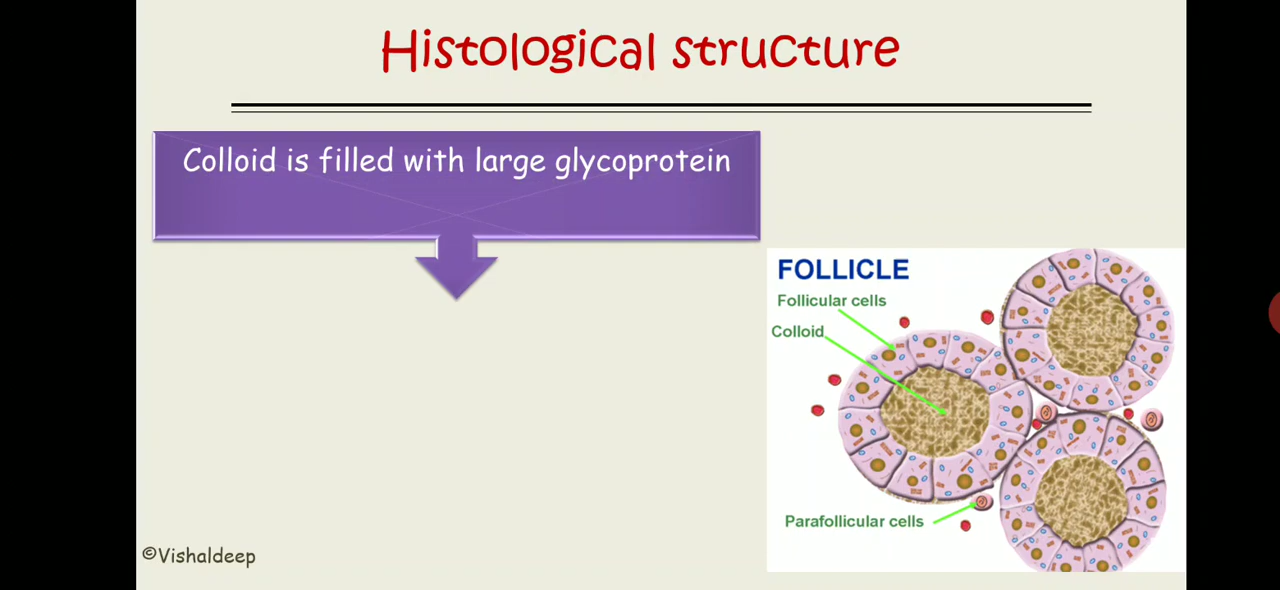 Histological structure
Colloid is filled with large glycoprotein
FOLLICLE
Follicular cells
Colloid
Parafollicular cells
©Vishaldeep